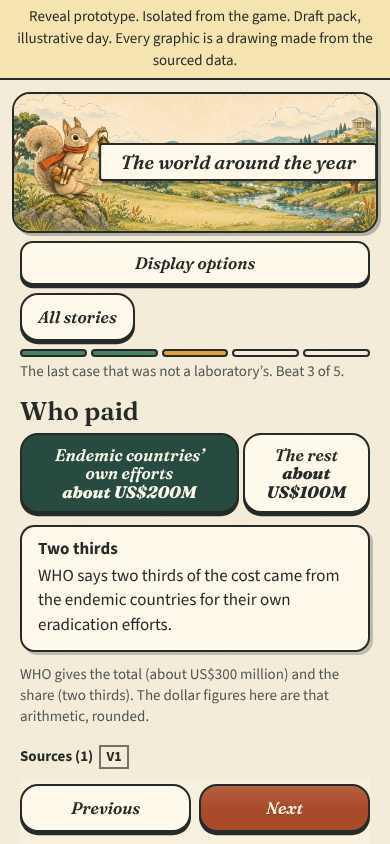 Reveal prototype. Isolated from the game. Draft pack,
illustrative day. Every graphic is a drawing made from the
sourced data.
The world around the year
Display options
All stories
The last case that was not a laboratory’s. Beat 3 of 5.
Who paid
Endemic countries’
own efforts
about US$200M
The rest
about
US$100M
Two thirds
WHO says two thirds of the cost came from
the endemic countries for their own
eradication efforts.
WHO gives the total (about US$300 million) and the
share (two thirds). The dollar figures here are that
arithmetic, rounded.
Sources (1) V1
Previous
Next